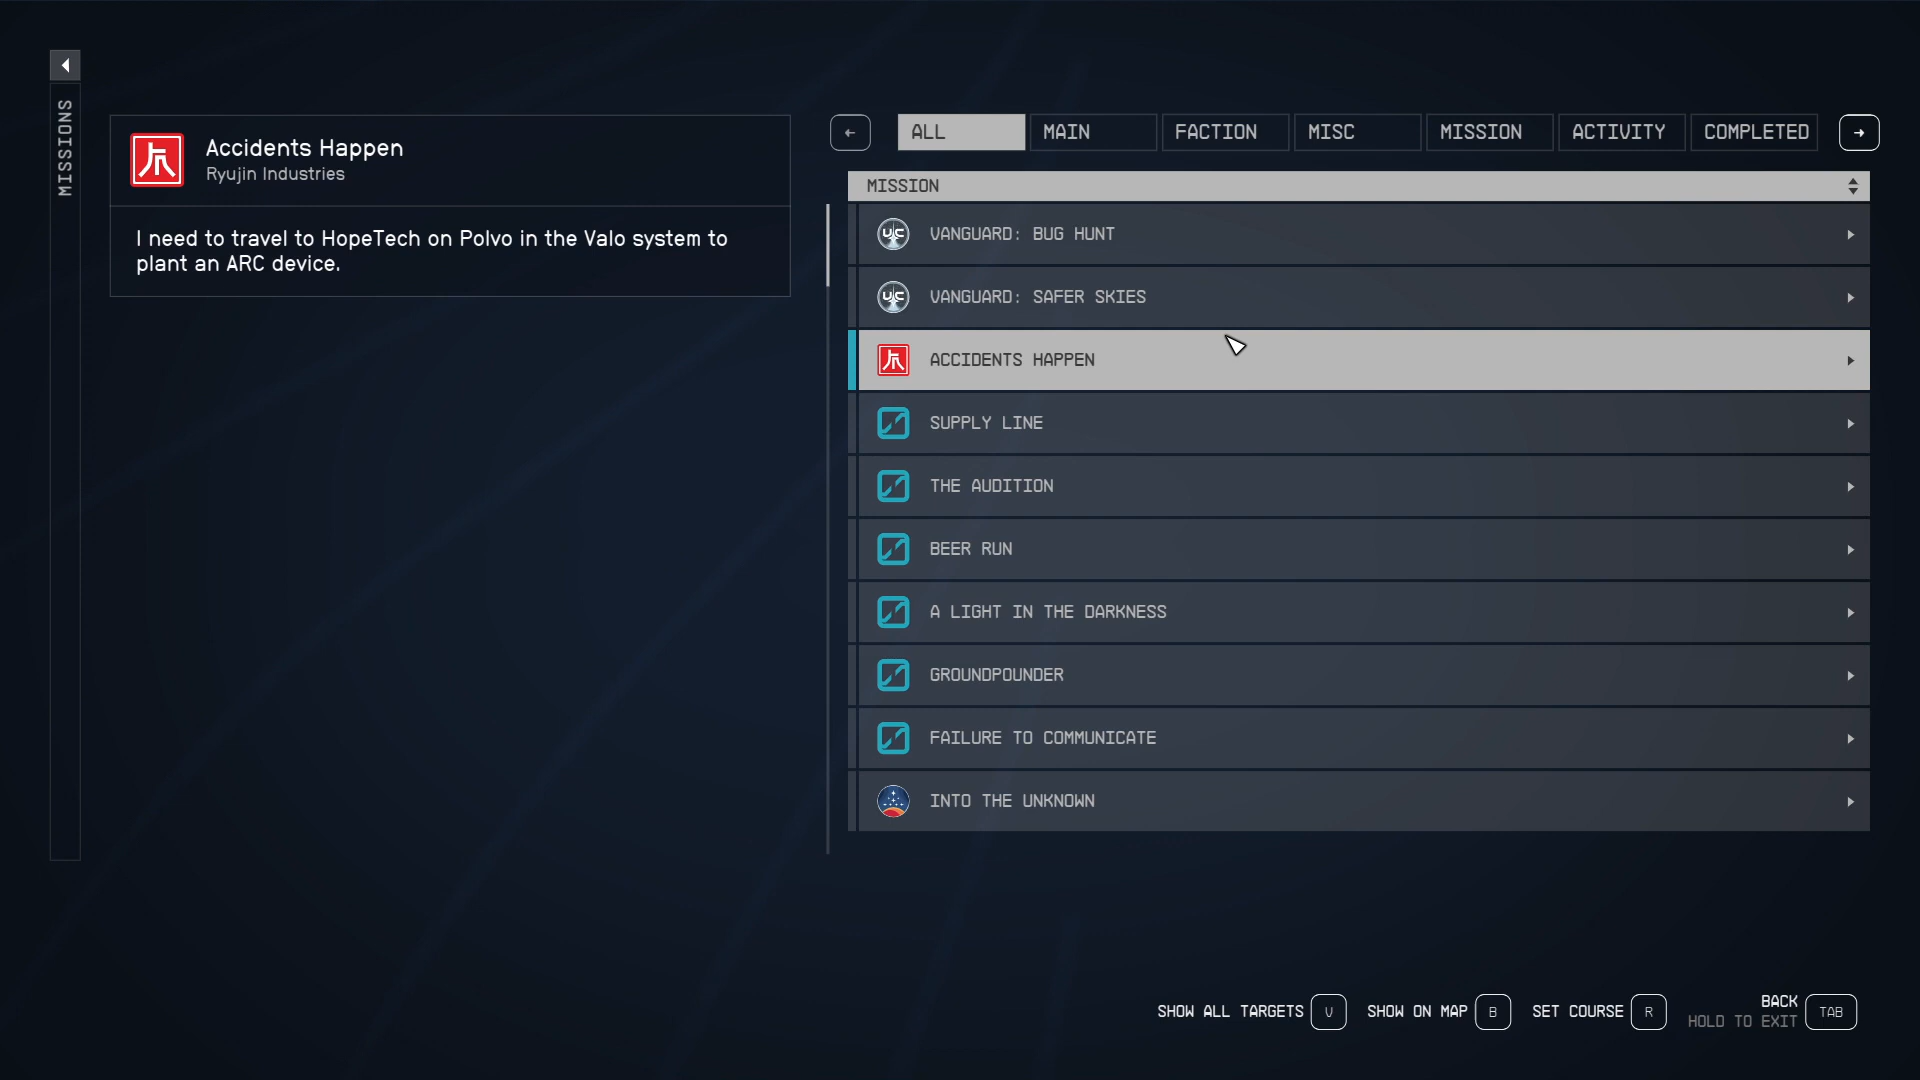 MISSIONS
Accidents Happen
Ryujin Industries
I need to travel to HopeTech on Polvo in the Valo system to
plant an ARC device.
ALL
MAIN
FACTION
MISC
MISSION
ACTIVITY
COMPLETED
MISSION
UC
VANGUARD: BUG HUNT
UC
VANGUARD: SAFER SKIES
ACCIDENTS HAPPEN
SUPPLY LINE
THE AUDITION
BEER RUN
A LIGHT IN THE DARKNESS
GROUNDPOUNDER
FAILURE TO COMMUNICATE
INTO THE UNKNOWN
SHOW ALL TARGETS V
SHOW ON MAP B
SET COURSE R
BACK
HOLD TO EXIT
TAB